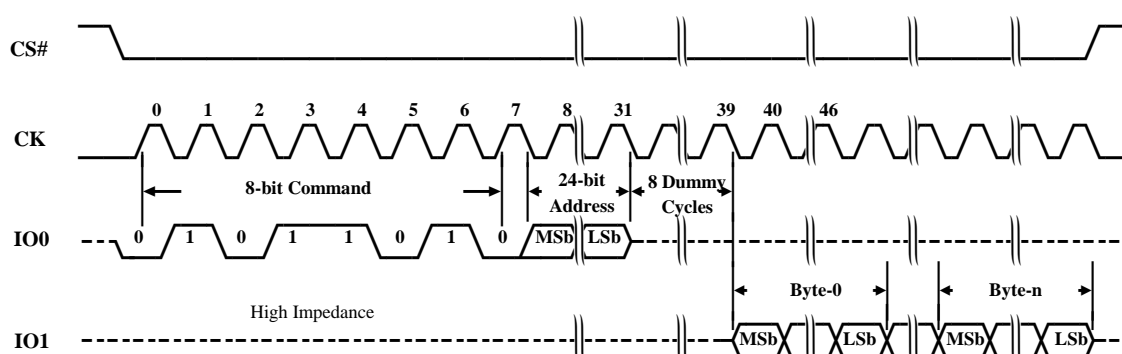 CS#
0 1 2 3 4 5 6 7 8 31 39 40 46
CK
8-bit Command
24-bit Address
8 Dummy Cycles
IO0
0 1 0 1 1 0 1 0 MSb LSb
Byte-0 Byte-n
High Impedance
IO1
MSb LSb MSb LSb